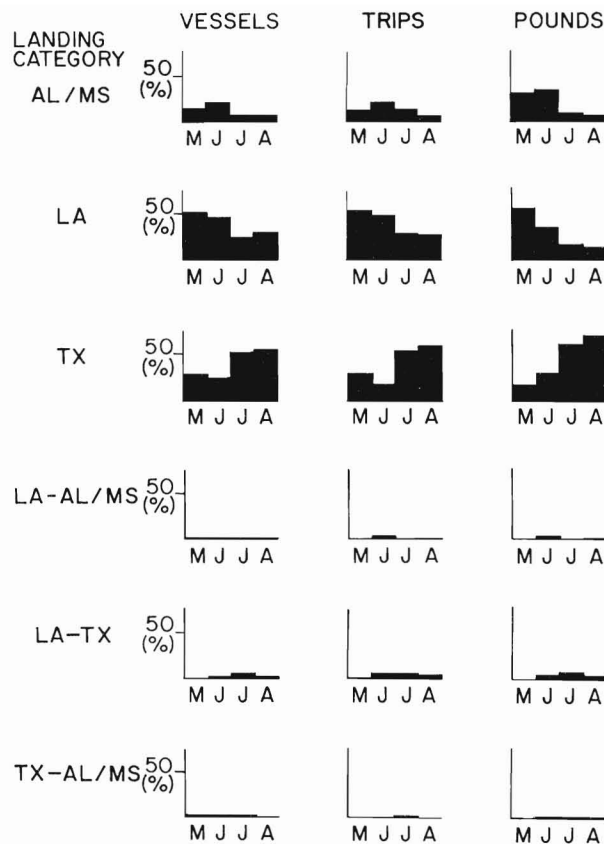 VESSELS TRIPS POUNDS
LANDING
CATEGORY
AL/MS 50
(%)
M J J A M J J A M J J A
LA 50
(%)
M J J A M J J A M J J A
TX 50
(%)
M J J A M J J A M J J A
LA-AL/MS 50
(%)
M J J A M J J A M J J A
LA-TX 50
(%)
M J J A M J J A M J J A
TX-AL/MS 50
(%)
M J J A M J J A M J J A